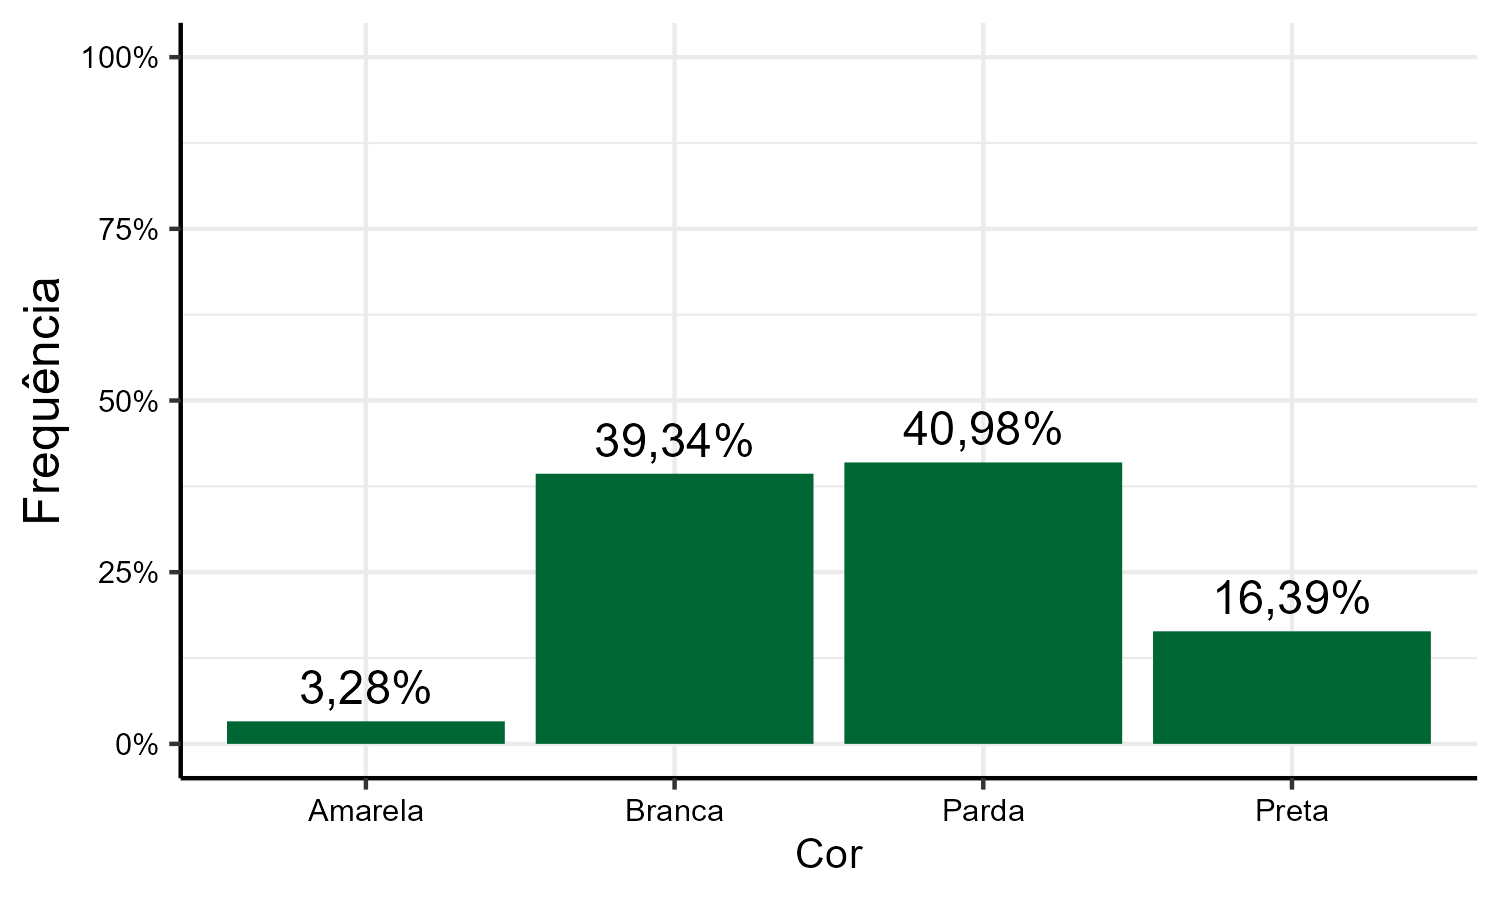 Frequência
100%
75%
50%
25%
0%
3,28%
39,34%
40,98%
16,39%
Amarela
Branca
Parda
Preta
Cor